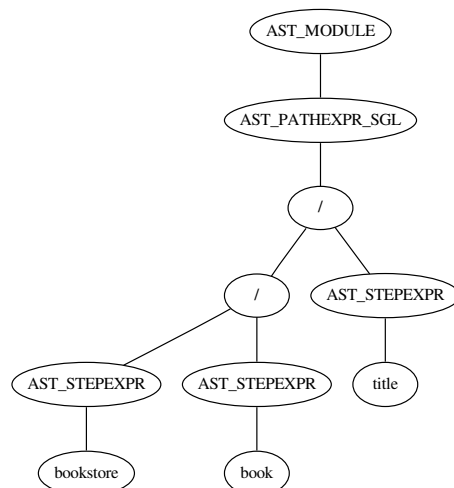 AST_MODULE
AST_PATHEXPR_SGL
/
/
AST_STEPEXPR
AST_STEPEXPR
AST_STEPEXPR
title
bookstore
book